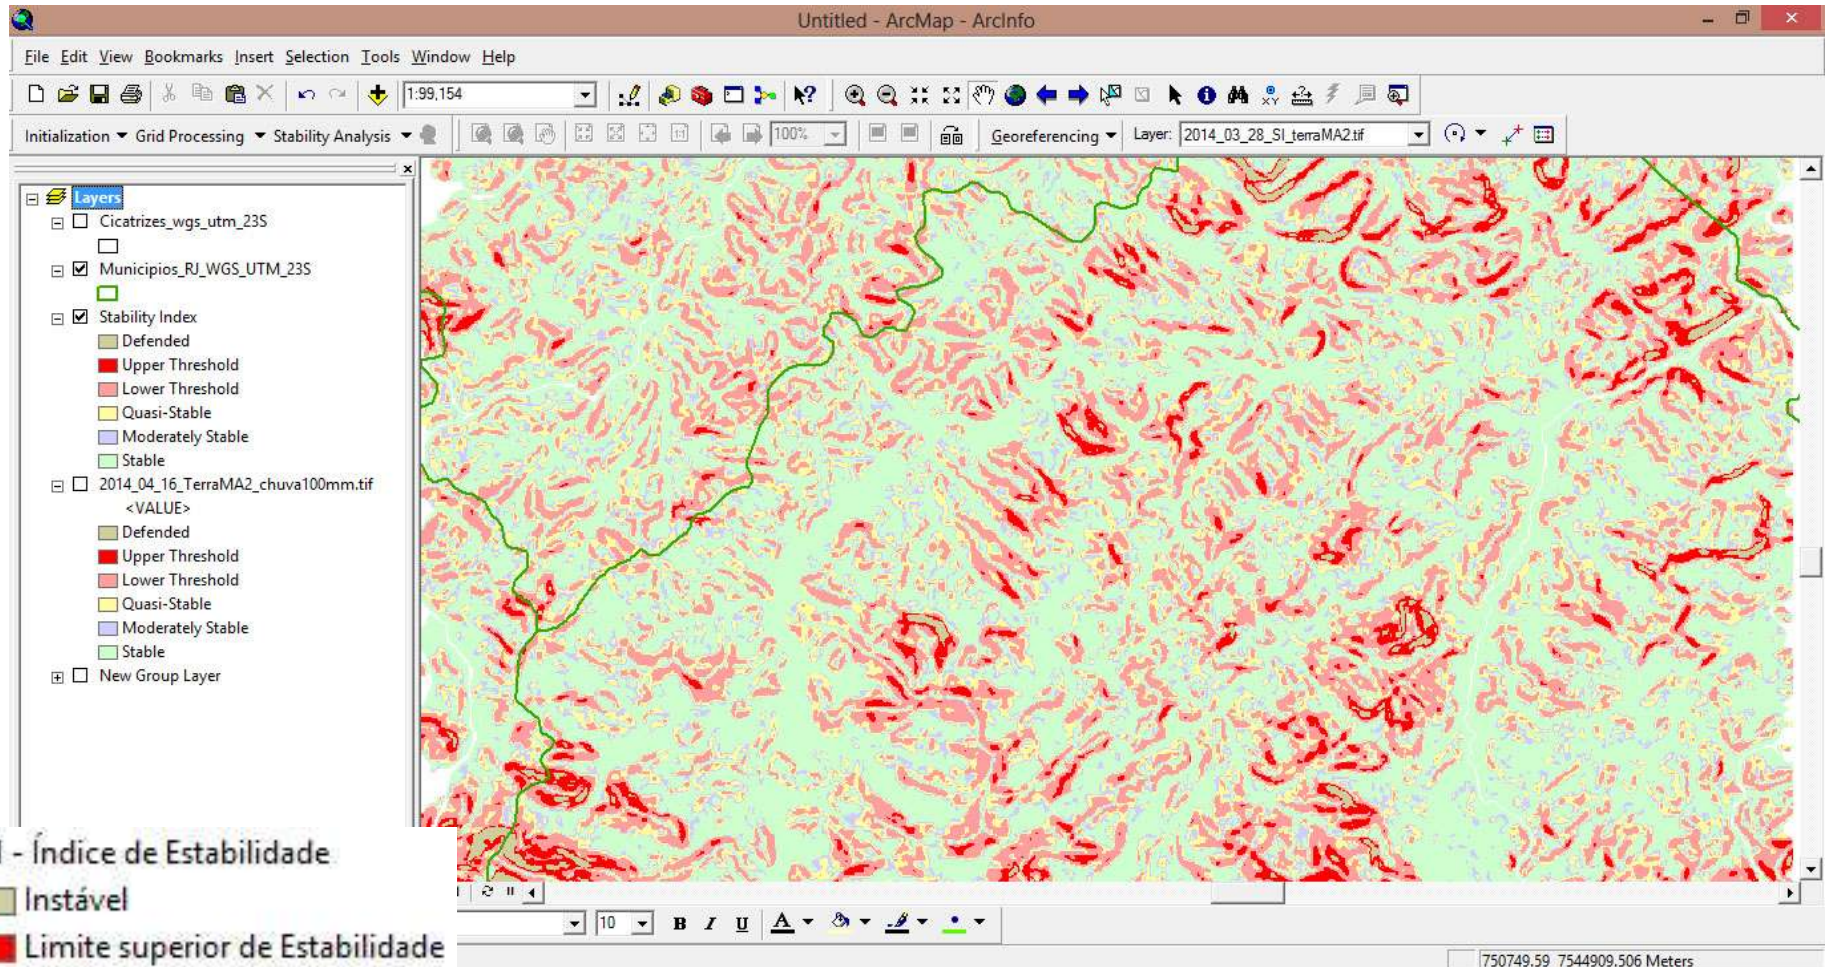 Untitled - ArcMap - ArcInfo
File Edit View Bookmarks Insert Selection Tools Window Help
1:99,154
Initialization Grid Processing Stability Analysis 100% Georeferencing Layer: 2014_03_28_SI_terraMA2.tif
Layers
Cicatrizes_wgs_utm_23S
Municipios_RJ_WGS_UTM_23S
Stability Index
Defended
Upper Threshold
Lower Threshold
Quasi-Stable
Moderately Stable
Stable
2014_04_16_TerraMA2_chuva100mm.tif
<VALUE>
Defended
Upper Threshold
Lower Threshold
Quasi-Stable
Moderately Stable
Stable
New Group Layer
- Índice de Estabilidade
Instável
Limite superior de Estabilidade
10 B I U A
750749,59 7544909,506 Meters